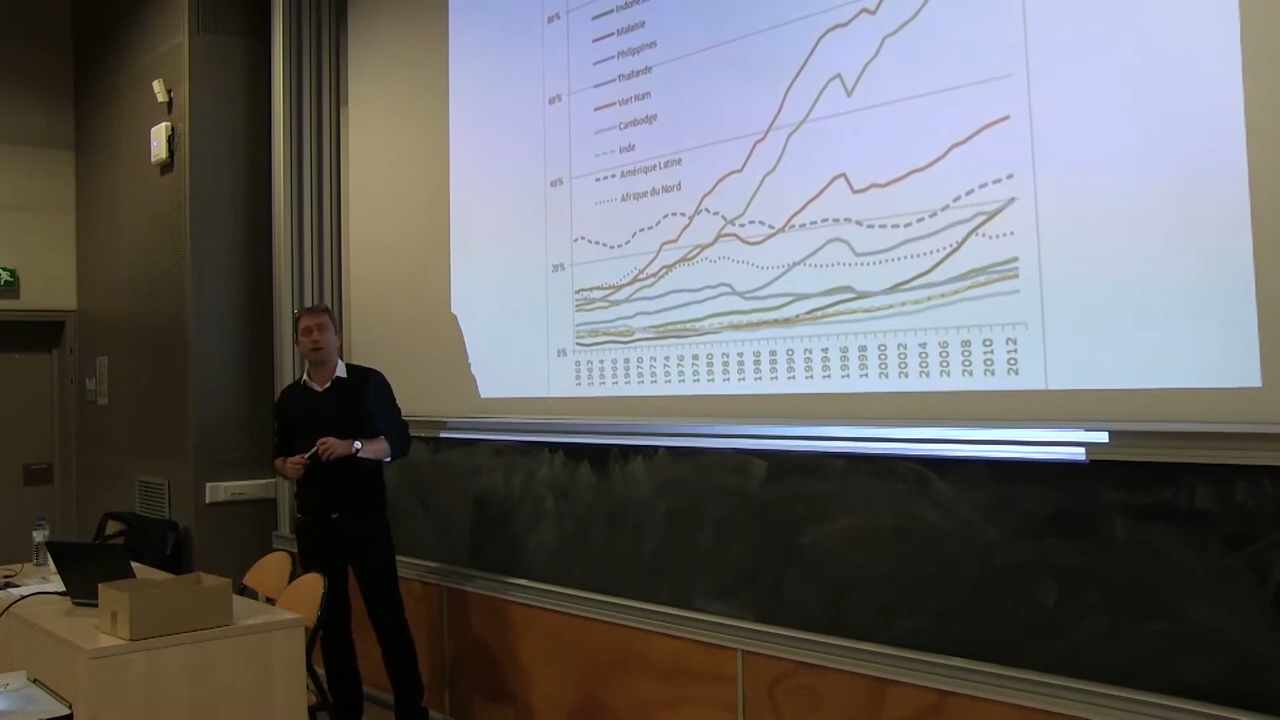 80%
Indonésie
Malaisie
Philippines
Thaïlande
60%
Viet Nam
Cambodge
Inde
40%
Amérique Latine
Afrique du Nord
20%
0%
1960 1962 1964 1966 1968 1970 1972 1974 1976 1978 1980 1982 1984 1986 1988 1990 1992 1994 1996 1998 2000 2002 2004 2006 2008 2010 2012